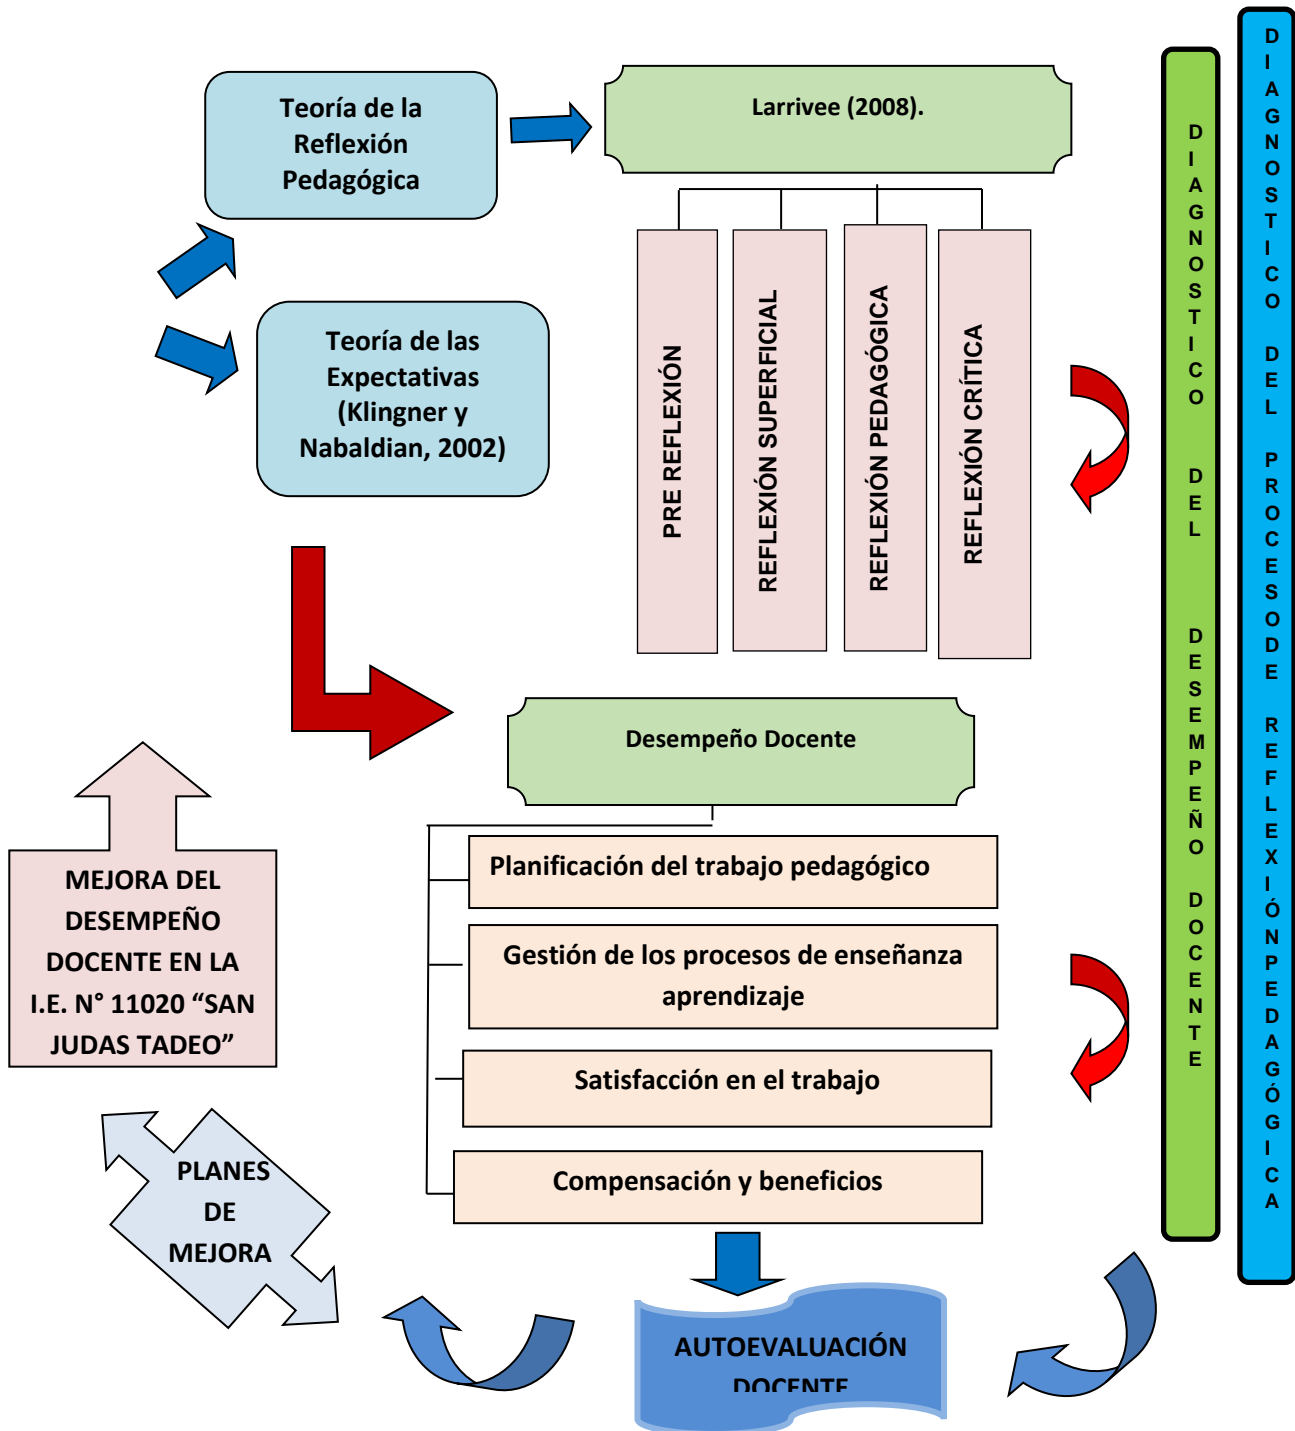 Teoría de la
Reflexión
Pedagógica
Larrivee (2008).
Teoría de las
Expectativas
(Klingner y
Nabaldian, 2002)
PRE REFLEXIÓN
REFLEXIÓN SUPERFICIAL
REFLEXIÓN PEDAGÓGICA
REFLEXIÓN CRÍTICA
Desempeño Docente
Planificación del trabajo pedagógico
Gestión de los procesos de enseñanza
aprendizaje
Satisfacción en el trabajo
Compensación y beneficios
MEJORA DEL
DESEMPEÑO
DOCENTE EN LA
I.E. N° 11020 “SAN
JUDAS TADEO”
PLANES
DE
MEJORA
AUTOEVALUACIÓN
DOCENTE
DIAGNOSTICO DEL DESEMPEÑO DOCENTE
DIAGNOSTICO DEL PROCESODE REFLEXIÓNPEDAGÓGICA